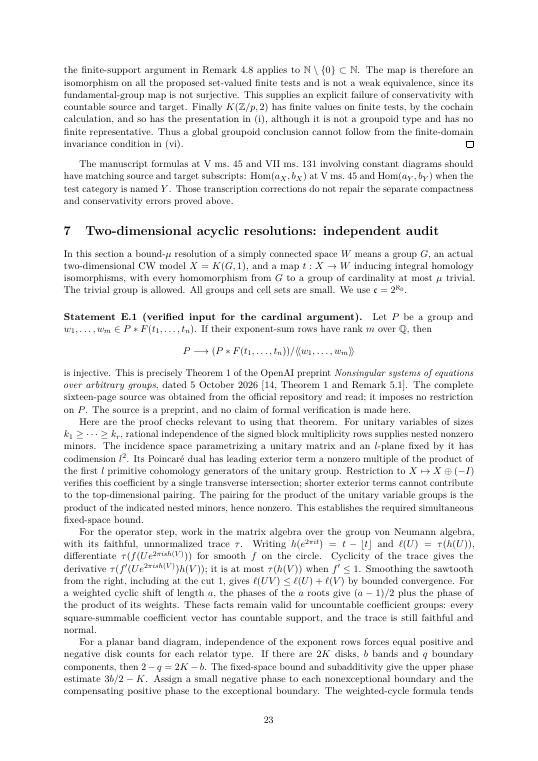 the finite-support argument in Remark 4.8 applies to ℕ \ {0} ⊂ ℕ. The map is therefore an
isomorphism on all the proposed set-valued finite tests and is not a weak equivalence, since its
fundamental-group map is not surjective. This supplies an explicit failure of conservativity with
countable source and target. Finally K(ℤ/p, 2) has finite values on finite tests, by the cochain
calculation, and so has the presentation in (i), although it is not a groupoid type and has no
finite representative. Thus a global groupoid conclusion cannot follow from the finite-domain
invariance condition in (vi). □
The manuscript formulas at V ms. 45 and VII ms. 131 involving constant diagrams should
have matching source and target subscripts: Hom(a_X, b_X) at V ms. 45 and Hom(a_Y, b_Y) when the
test category is named Y. Those transcription corrections do not repair the separate compactness
and conservativity errors proved above.
7 Two-dimensional acyclic resolutions: independent audit
In this section a bound-μ resolution of a simply connected space W means a group G, an actual
two-dimensional CW model X = K(G, 1), and a map t : X → W inducing integral homology
isomorphisms, with every homomorphism from G to a group of cardinality at most μ trivial.
The trivial group is allowed. All groups and cell sets are small. We use 𝔠 = 2^{ℵ₀}.
Statement E.1 (verified input for the cardinal argument). Let P be a group and
w₁, . . . , w_m ∈ P ∗ F(t₁, . . . , t_n). If their exponent-sum rows have rank m over ℚ, then
P ⟶ (P ∗ F(t₁, . . . , t_n))/⟨⟨w₁, . . . , w_m⟩⟩
is injective. This is precisely Theorem 1 of the OpenAI preprint Nonsingular systems of equations
over arbitrary groups, dated 5 October 2026 [14, Theorem 1 and Remark 5.1]. The complete
sixteen-page source was obtained from the official repository and read; it imposes no restriction
on P. The source is a preprint, and no claim of formal verification is made here.
Here are the proof checks relevant to using that theorem. For unitary variables of sizes
k₁ ≥ · · · ≥ k_r, rational independence of the signed block multiplicity rows supplies nested nonzero
minors. The incidence space parametrizing a unitary matrix and an l-plane fixed by it has
codimension l². Its Poincaré dual has leading exterior term a nonzero multiple of the product of
the first l primitive cohomology generators of the unitary group. Restriction to X ↦ X ⊕ (−I)
verifies this coefficient by a single transverse intersection; shorter exterior terms cannot contribute
to the top-dimensional pairing. The pairing for the product of the unitary variable groups is the
product of the indicated nested minors, hence nonzero. This establishes the required simultaneous
fixed-space bound.
For the operator step, work in the matrix algebra over the group von Neumann algebra,
with its faithful, unnormalized trace τ. Writing h(e^{2πit}) = t − ⌊t⌋ and ℓ(U) = τ(h(U)),
differentiate τ(f(Ue^{2πish(V)})) for smooth f on the circle. Cyclicity of the trace gives the
derivative τ(f′(Ue^{2πish(V)})h(V)); it is at most τ(h(V)) when f′ ≤ 1. Smoothing the sawtooth
from the right, including at the cut 1, gives ℓ(UV) ≤ ℓ(U) + ℓ(V) by bounded convergence. For
a weighted cyclic shift of length a, the phases of the a roots give (a − 1)/2 plus the phase of
the product of its weights. These facts remain valid for uncountable coefficient groups: every
square-summable coefficient vector has countable support, and the trace is still faithful and
normal.
For a planar band diagram, independence of the exponent rows forces equal positive and
negative disk counts for each relator type. If there are 2K disks, b bands and q boundary
components, then 2 − q = 2K − b. The fixed-space bound and subadditivity give the upper phase
estimate 3b/2 − K. Assign a small negative phase to each nonexceptional boundary and the
compensating positive phase to the exceptional boundary. The weighted-cycle formula tends
23